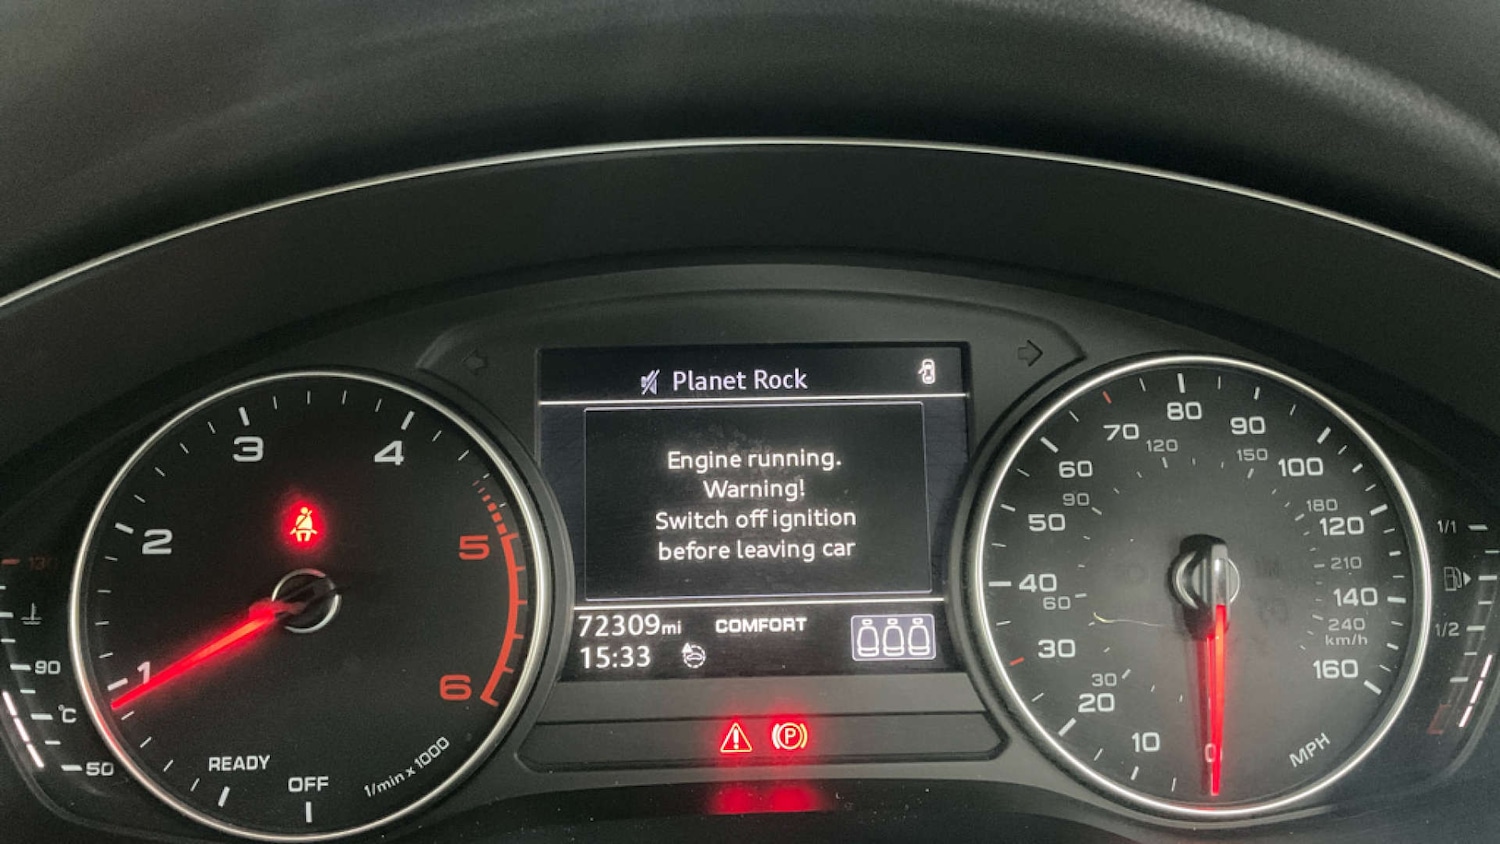 Planet Rock
Engine running.
Warning!
Switch off ignition
before leaving car
72309mi
COMFORT
15:33
1
2
3
4
5
6
READY
OFF
1/min x 1000
130
90
°C
50
0
10
20
30
40
50
60
70
80
90
100
120
140
160
MPH
30
60
90
120
150
180
210
240
km/h
1/1
1/2
P